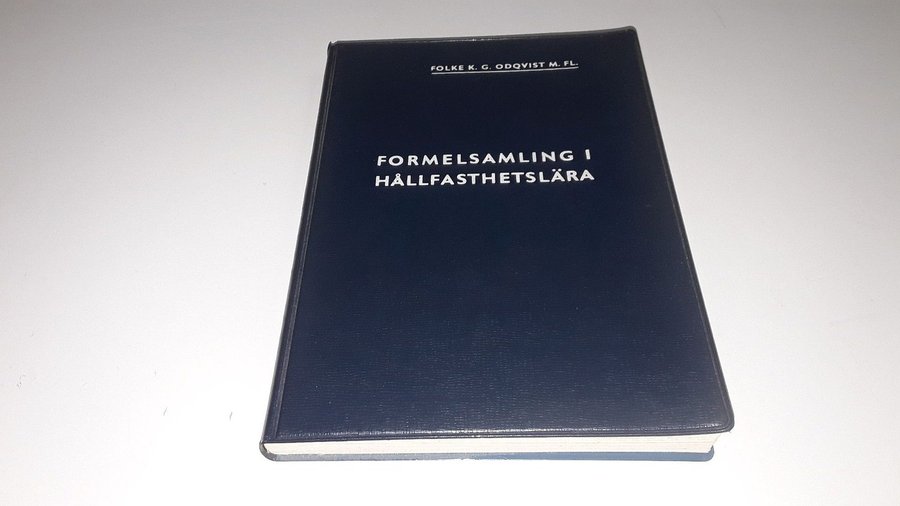 FOLKE K. G. ODQVIST M. FL.
FORMELSAMLING I
HÅLLFASTHETSLÄRA